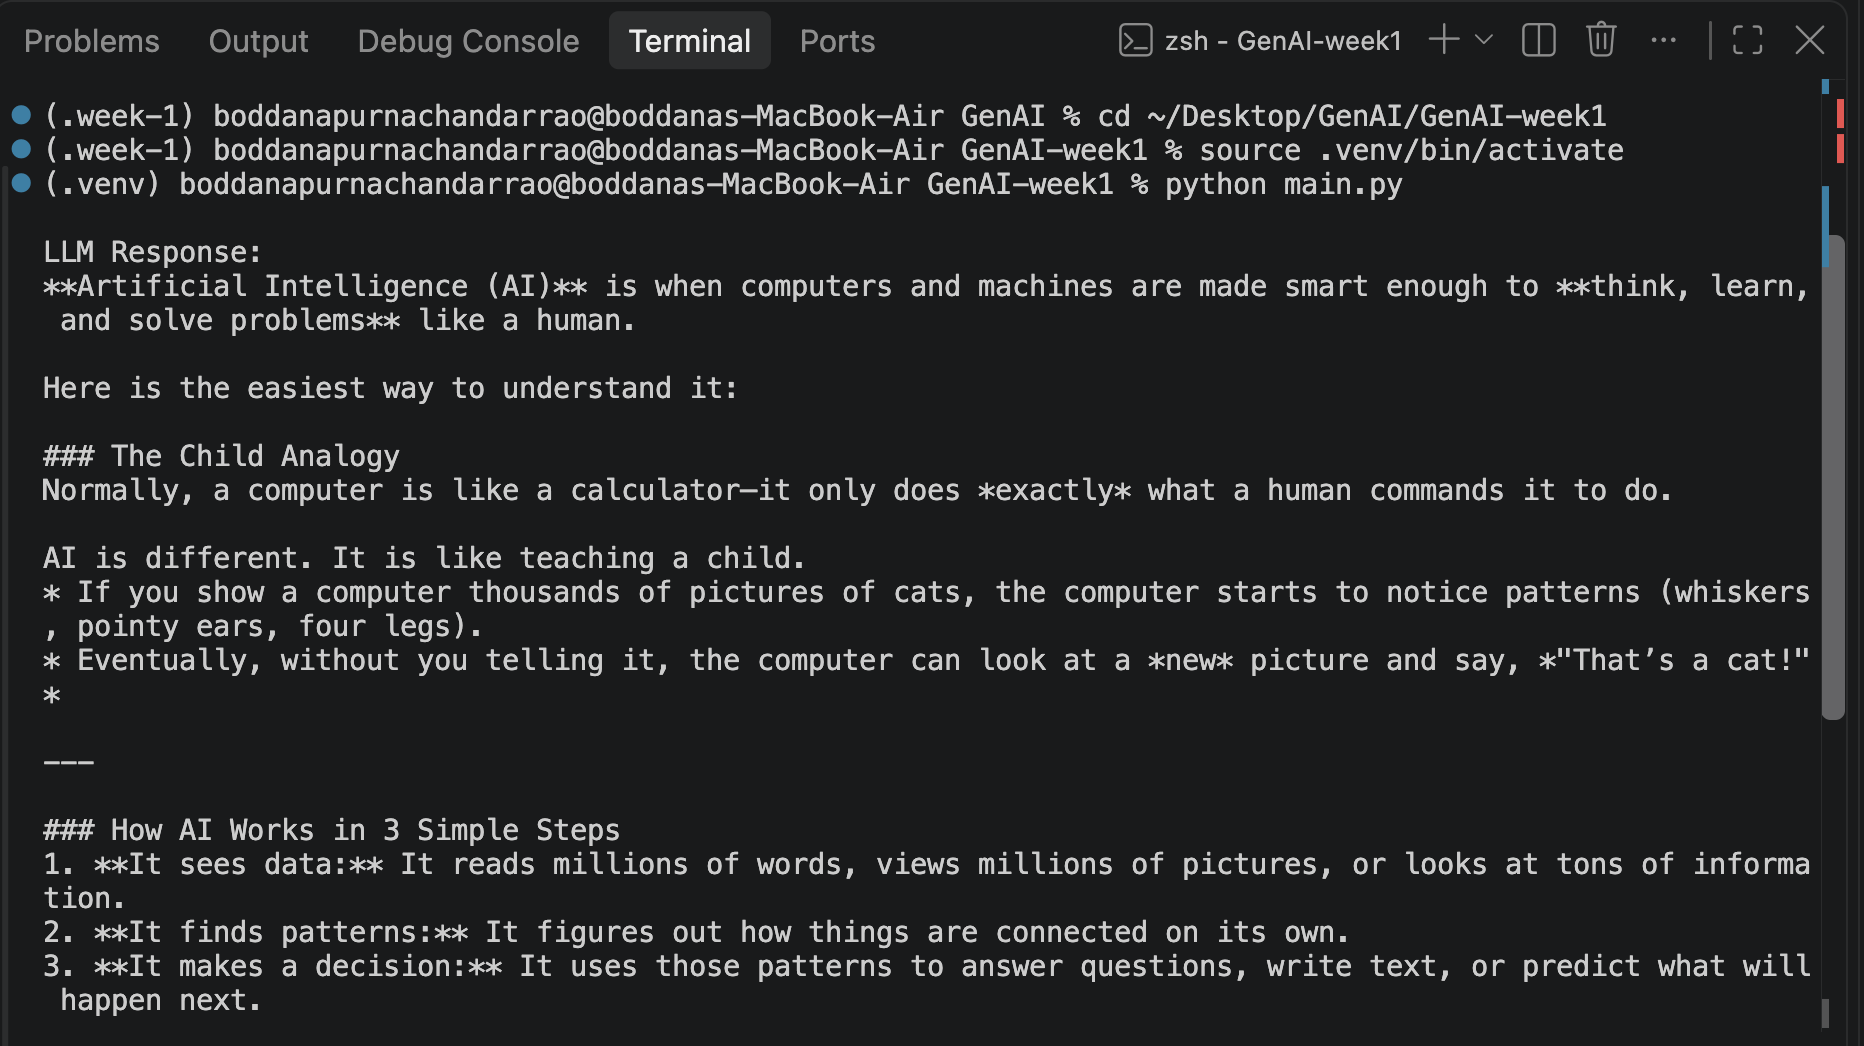 Problems Output Debug Console Terminal Ports zsh - GenAI-week1
(.week-1) boddanapurnachandarrao@boddanas-MacBook-Air GenAI % cd ~/Desktop/GenAI/GenAI-week1
(.week-1) boddanapurnachandarrao@boddanas-MacBook-Air GenAI-week1 % source .venv/bin/activate
(.venv) boddanapurnachandarrao@boddanas-MacBook-Air GenAI-week1 % python main.py
LLM Response:
**Artificial Intelligence (AI)** is when computers and machines are made smart enough to **think, learn,
 and solve problems** like a human.
Here is the easiest way to understand it:
### The Child Analogy
Normally, a computer is like a calculator—it only does *exactly* what a human commands it to do.
AI is different. It is like teaching a child.
* If you show a computer thousands of pictures of cats, the computer starts to notice patterns (whiskers
, pointy ears, four legs).
* Eventually, without you telling it, the computer can look at a *new* picture and say, *"That’s a cat!"
*
---
### How AI Works in 3 Simple Steps
1. **It sees data:** It reads millions of words, views millions of pictures, or looks at tons of informa
tion.
2. **It finds patterns:** It figures out how things are connected on its own.
3. **It makes a decision:** It uses those patterns to answer questions, write text, or predict what will
 happen next.